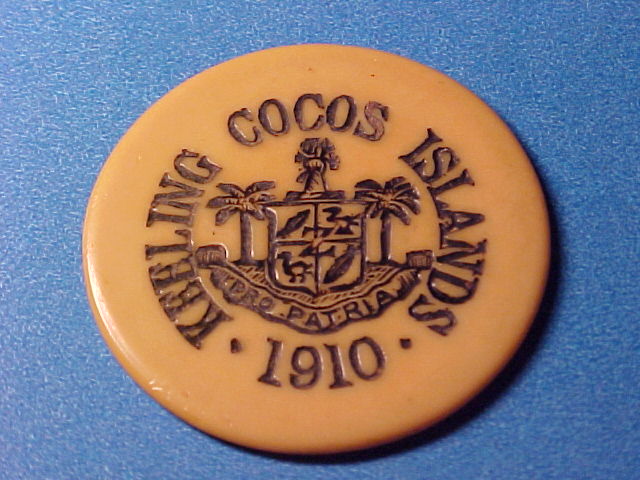 KEELING COCOS ISLANDS
PRO PATRIA
• 1910 •